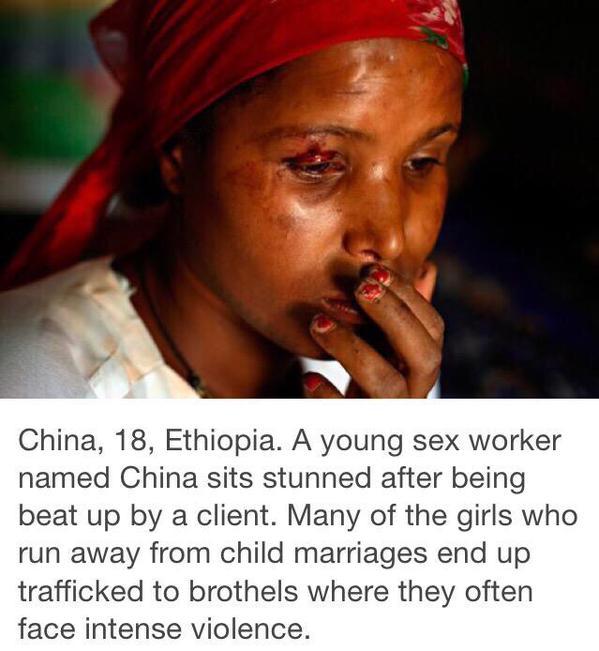 China, 18, Ethiopia. A young sex worker
named China sits stunned after being
beat up by a client. Many of the girls who
run away from child marriages end up
trafficked to brothels where they often
face intense violence.